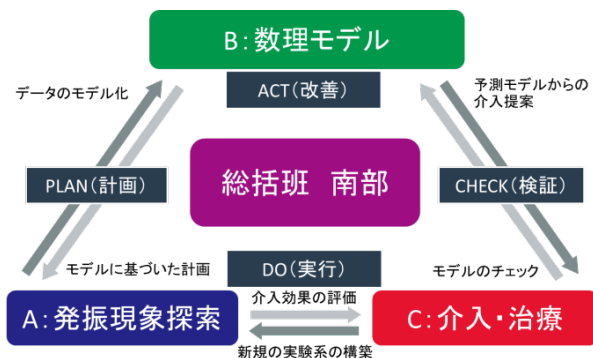 B:数理モデル
データのモデル化
ACT(改善)
予測モデルからの
介入提案
PLAN(計画)
総括班 南部
CHECK(検証)
モデルに基づいた計画
DO(実行)
モデルのチェック
A:発振現象探索
介入効果の評価
C:介入・治療
新規の実験系の構築